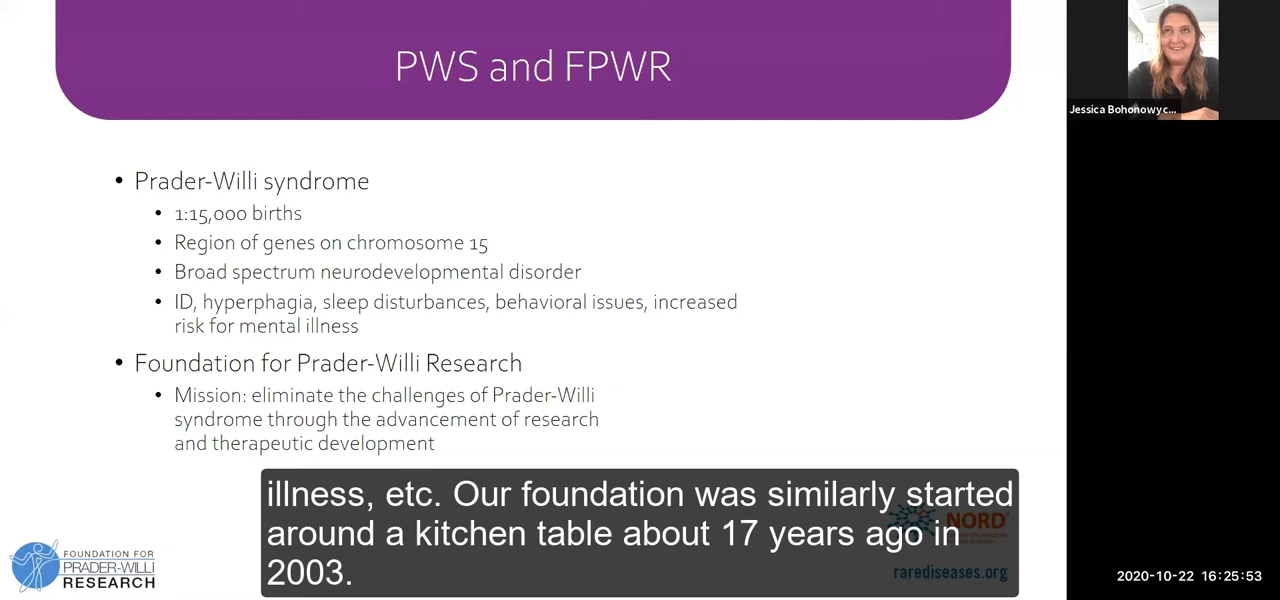 PWS and FPWR
Jessica Bohonowyc...
• Prader-Willi syndrome
• 1:15,000 births
• Region of genes on chromosome 15
• Broad spectrum neurodevelopmental disorder
• ID, hyperphagia, sleep disturbances, behavioral issues, increased
risk for mental illness
• Foundation for Prader-Willi Research
• Mission: eliminate the challenges of Prader-Willi
syndrome through the advancement of research
and therapeutic development
illness, etc. Our foundation was similarly started
around a kitchen table about 17 years ago in
2003.
NORD
rarediseases.org
FOUNDATION FOR
PRADER-WILLI
RESEARCH
2020-10-22 16:25:53